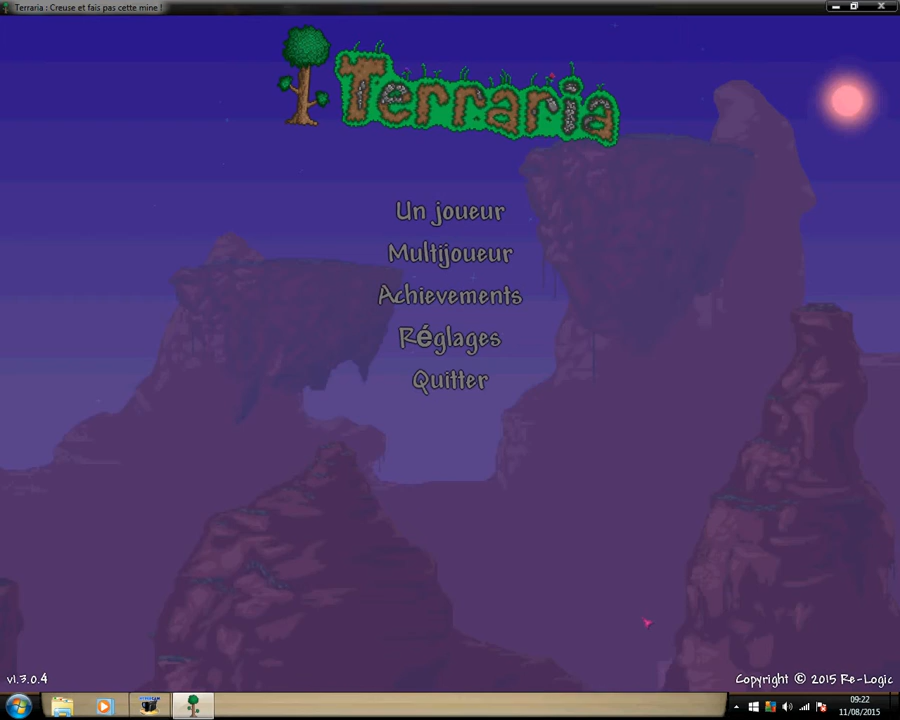 Terraria : Creuse et fais pas cette mine !
Terraria
Un joueur
Multijoueur
Achievements
Réglages
Quitter
v1.3.0.4
Copyright © 2015 Re-Logic
09:22
11/08/2015